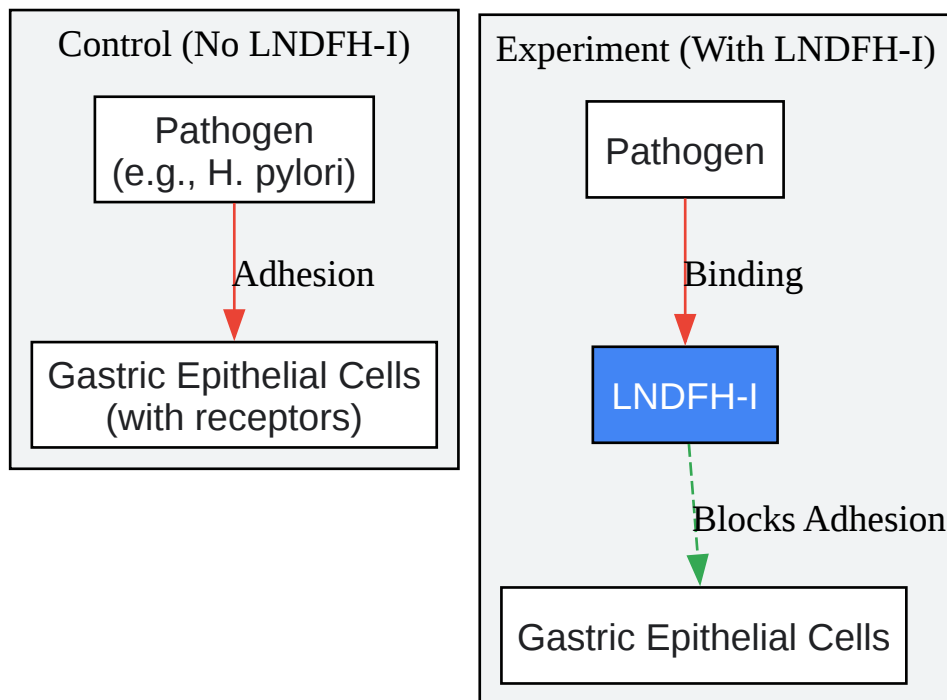 Control (No LNDFH-I)
Pathogen
(e.g., H. pylori)
Adhesion
Gastric Epithelial Cells
(with receptors)
Experiment (With LNDFH-I)
Pathogen
Binding
LNDFH-I
Blocks Adhesion
Gastric Epithelial Cells